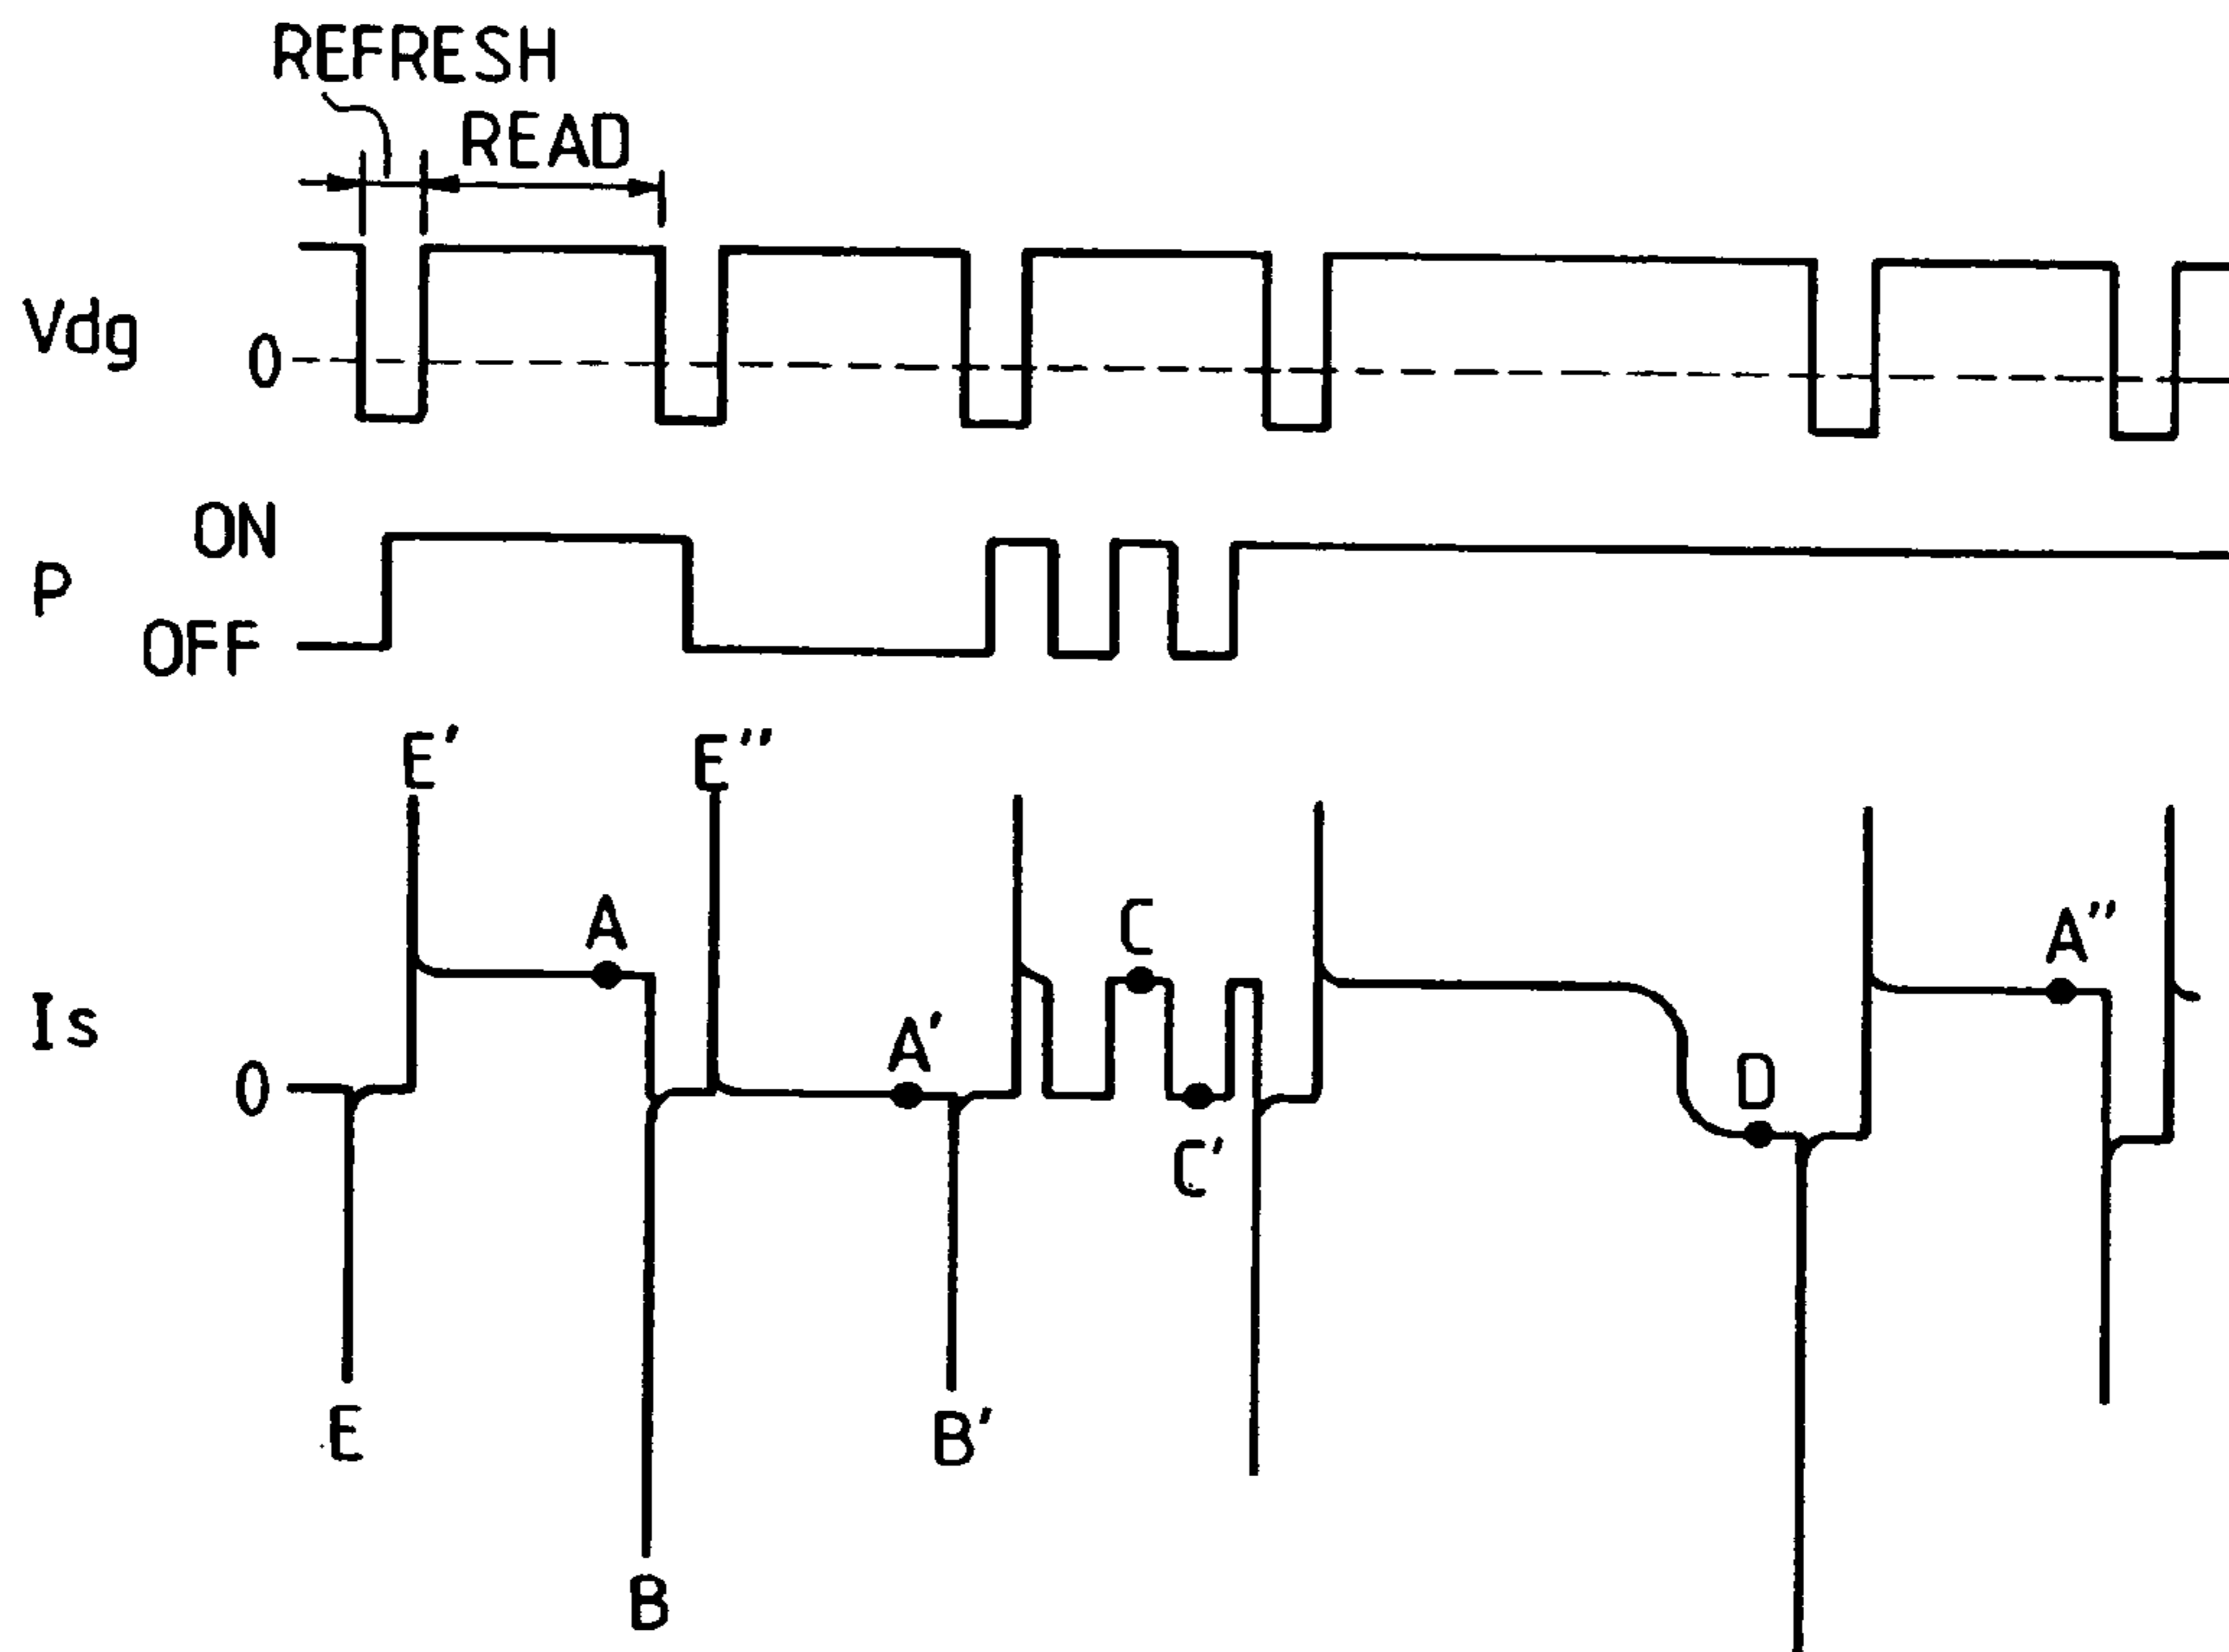 REFRESH
READ
Vdg
0
ON
P
OFF
E'
E"
A
C
A"
Is
A'
0
D
C'
E
B'
B